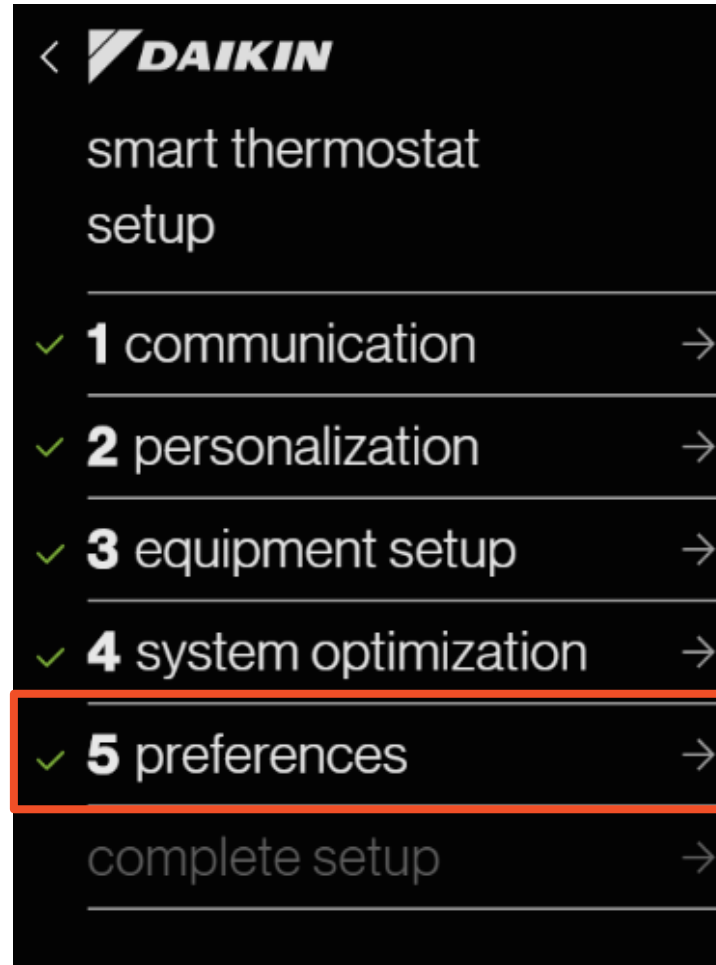 DAIKIN
smart thermostat
setup
1 communication
2 personalization
3 equipment setup
4 system optimization
5 preferences
complete setup